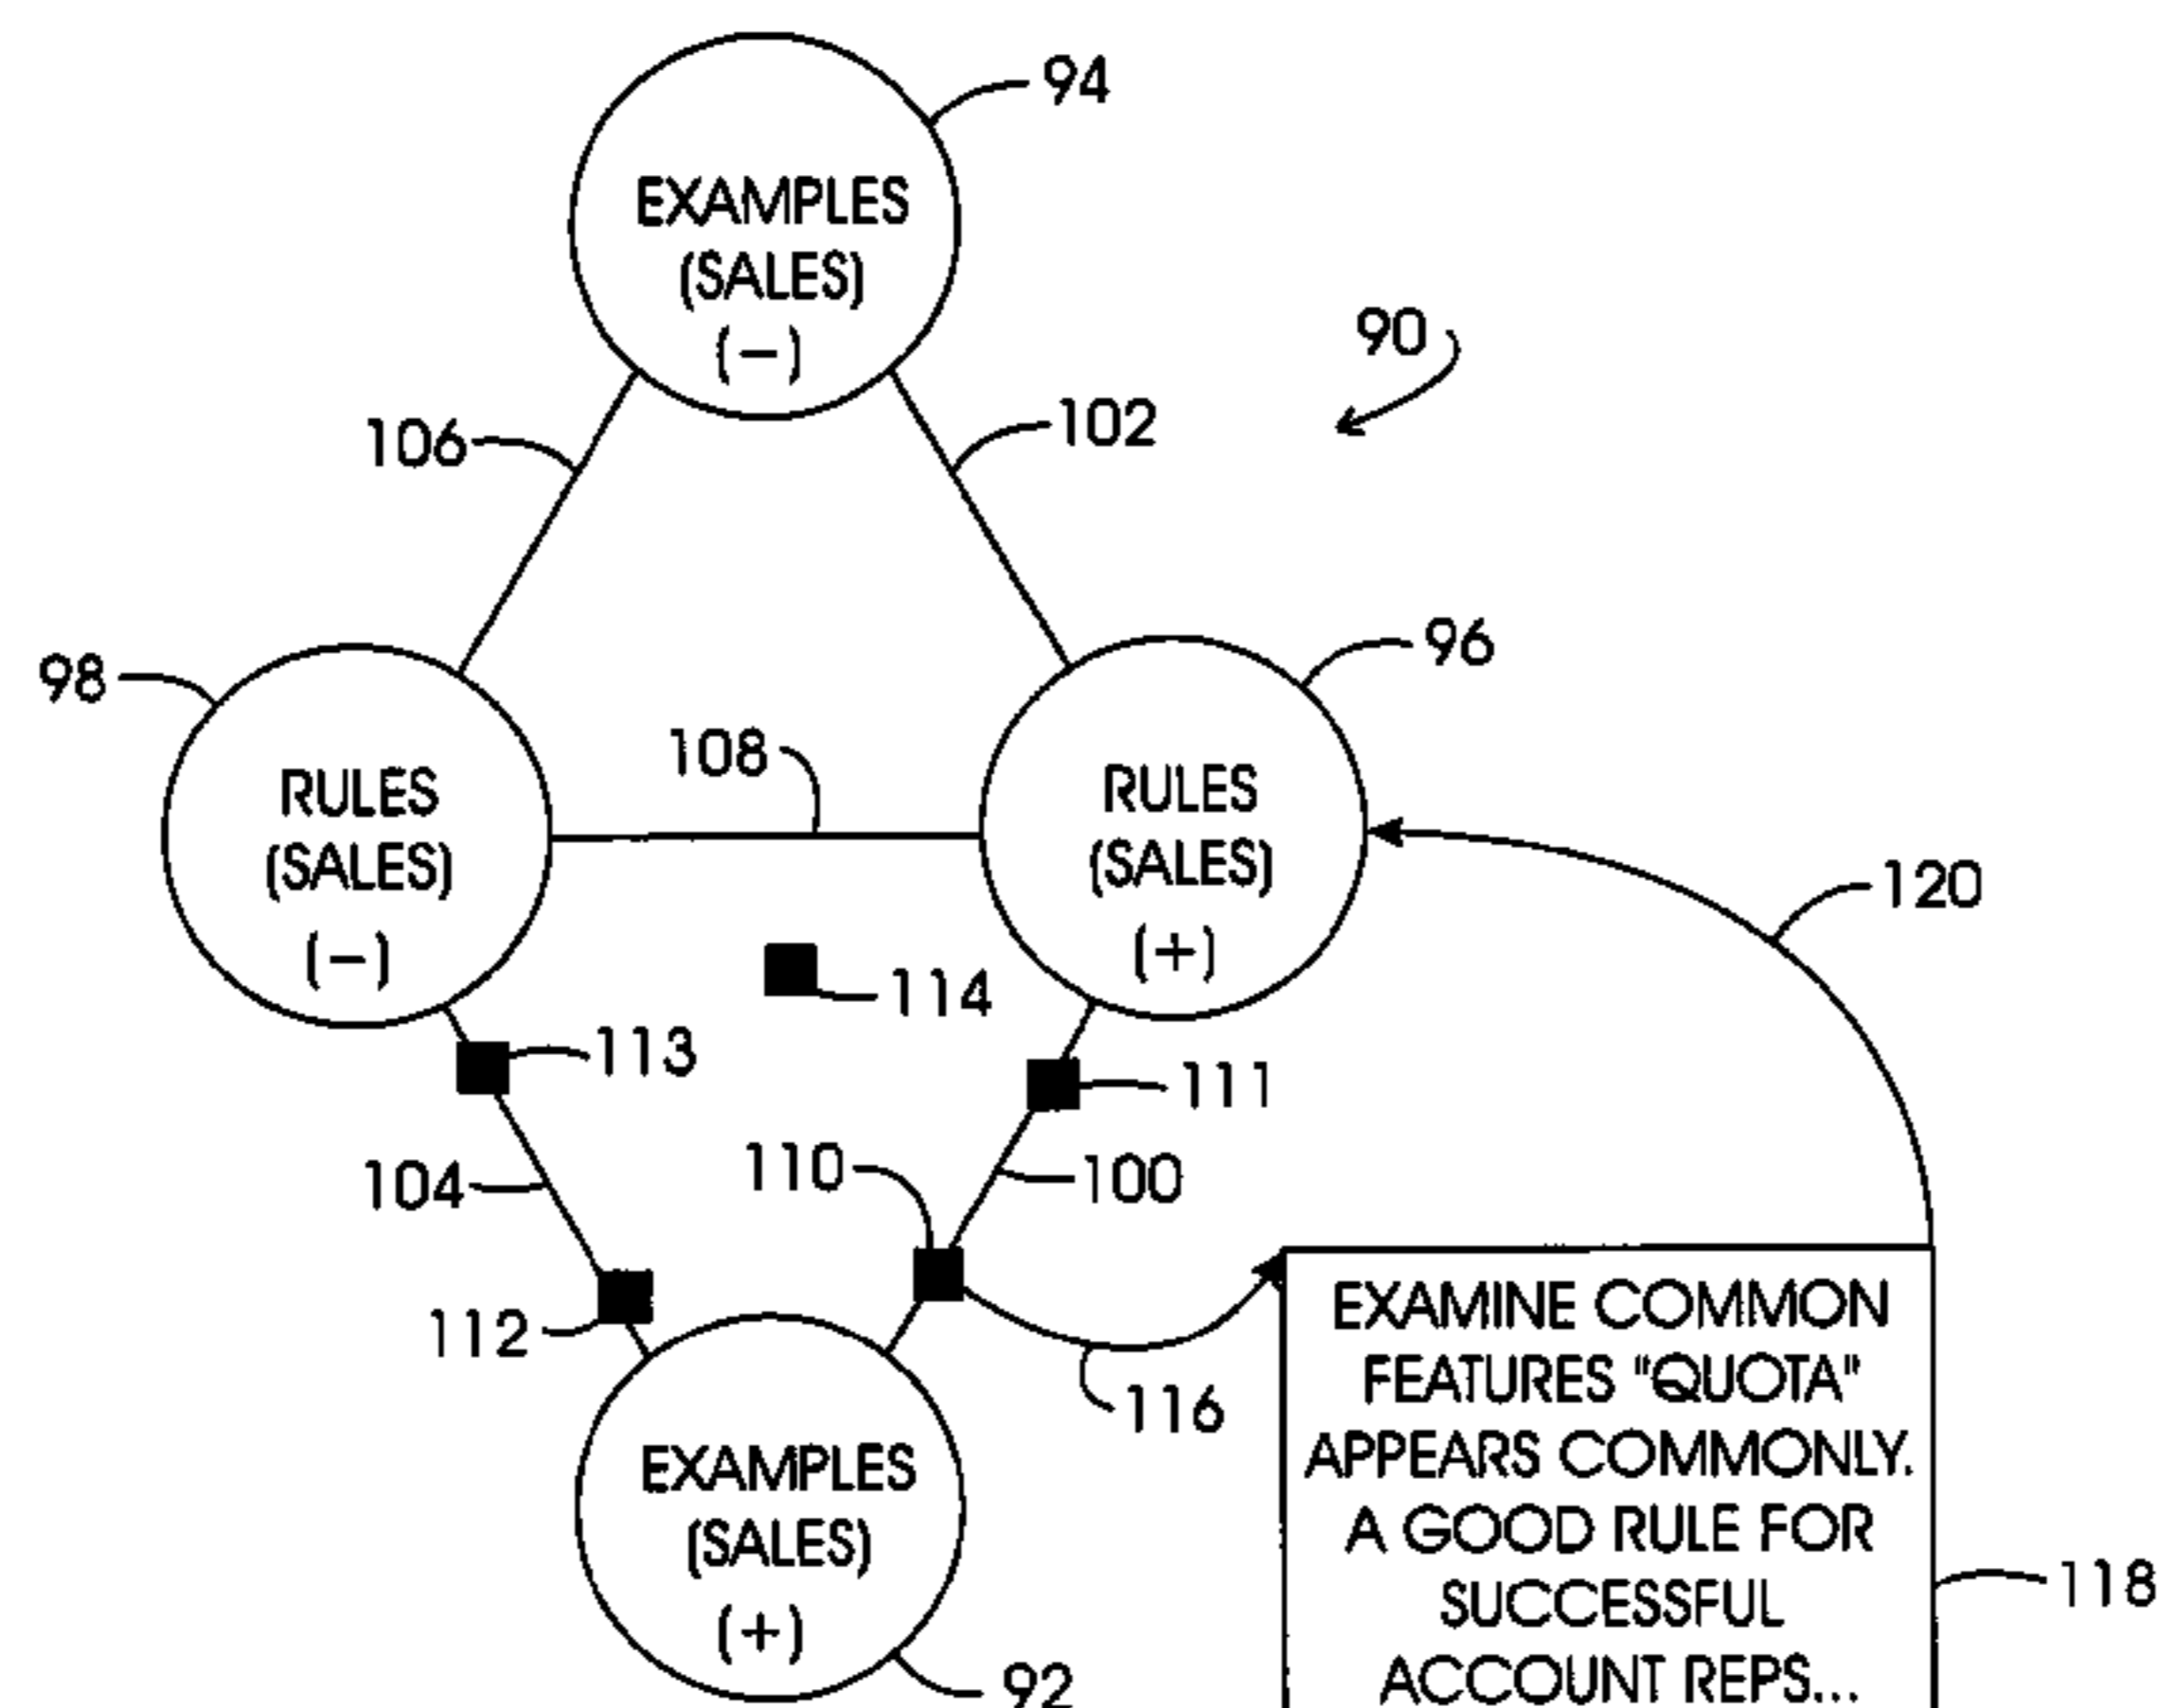 94
EXAMPLES
(SALES)
(−)
90
106
102
98
96
108
RULES
(SALES)
(−)
RULES
(SALES)
(+)
120
114
113
111
110
104
100
112
116
EXAMPLES
(SALES)
(+)
92
EXAMINE COMMON
FEATURES "QUOTA"
APPEARS COMMONLY.
A GOOD RULE FOR
SUCCESSFUL
ACCOUNT REPS...
118